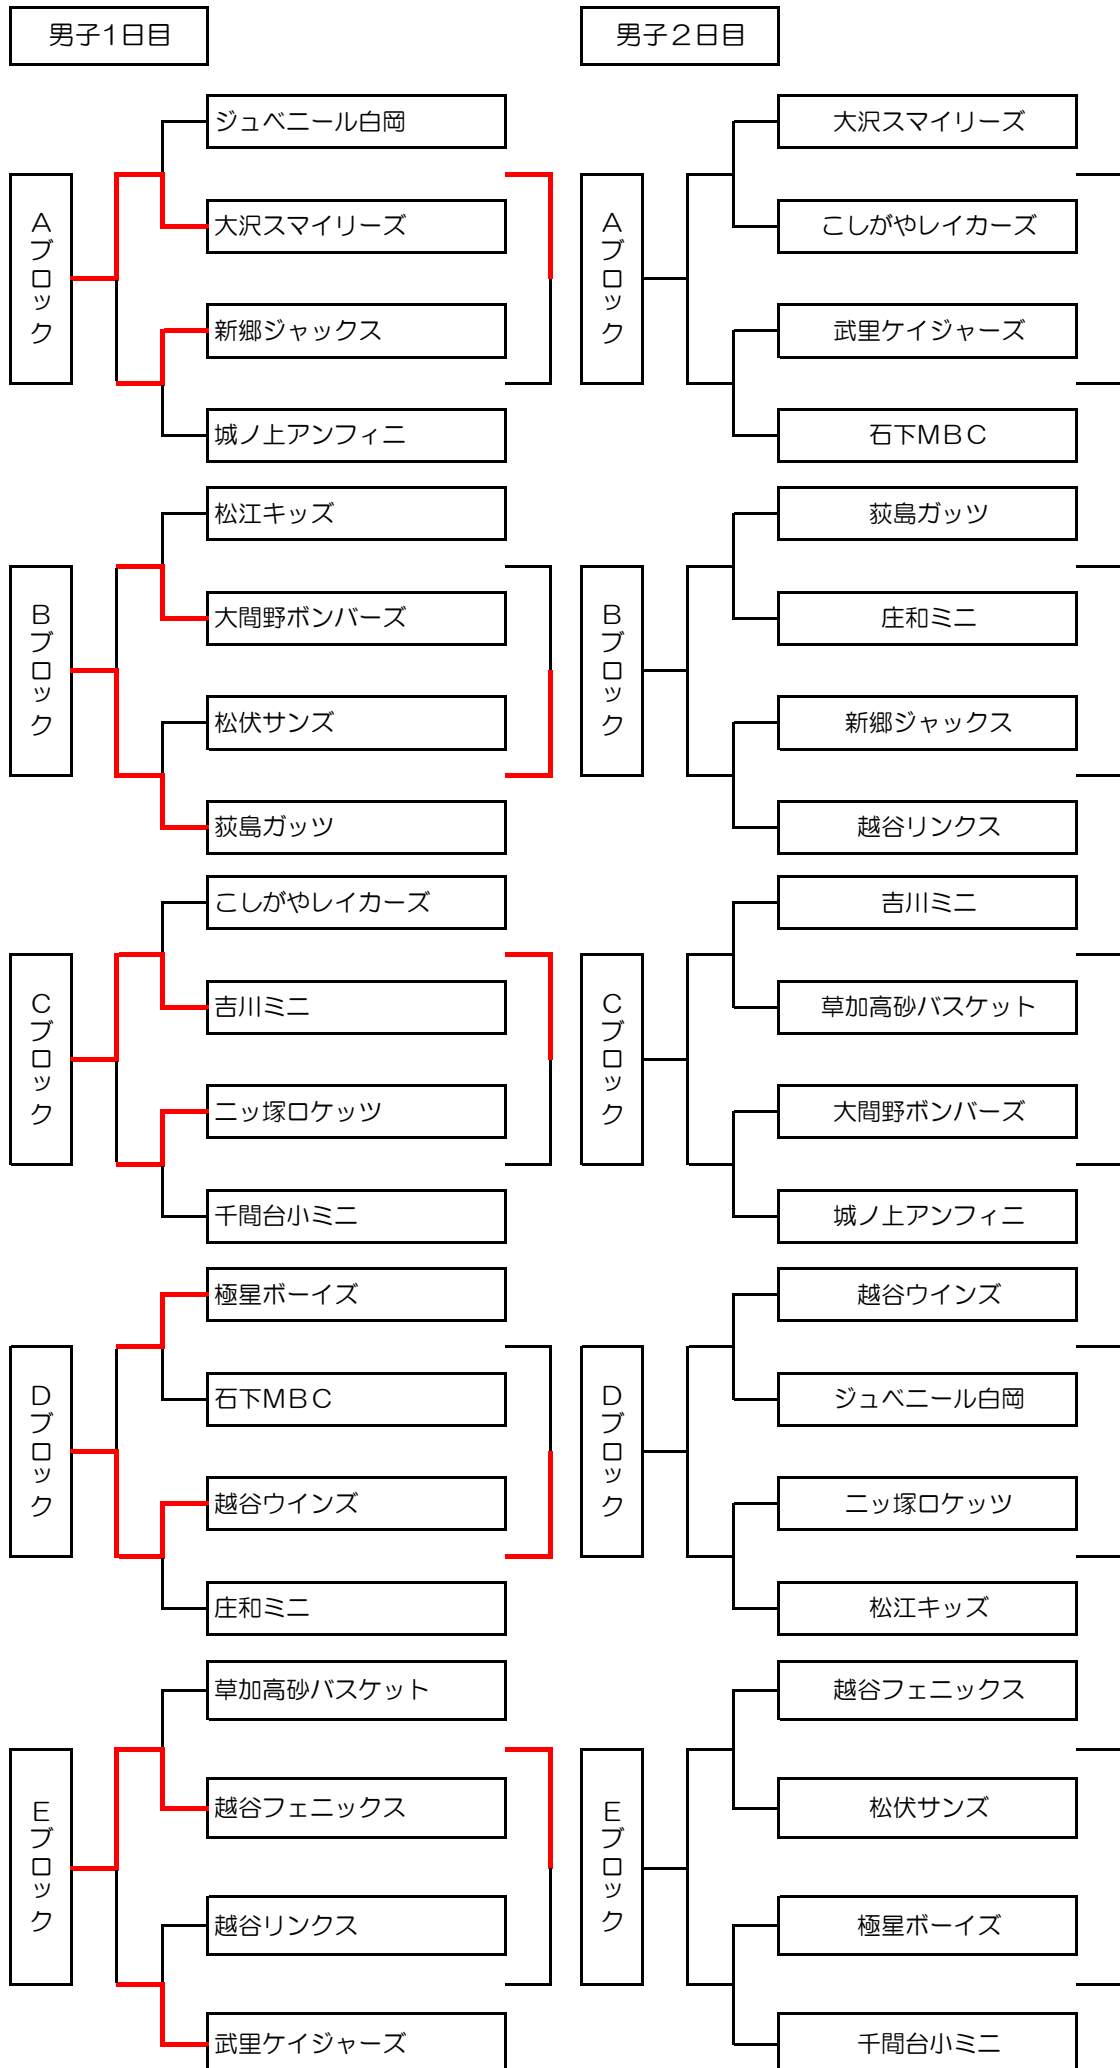 男子1日目
ジュベニール白岡
Aブロック
大沢スマイリーズ
新郷ジャックス
城ノ上アンフィニ
松江キッズ
Bブロック
大間野ボンバーズ
松伏サンズ
荻島ガッツ
こしがやレイカーズ
Cブロック
吉川ミニ
二ッ塚ロケッツ
千間台小ミニ
極星ボーイズ
Dブロック
石下MBC
越谷ウインズ
庄和ミニ
草加高砂バスケット
Eブロック
越谷フェニックス
越谷リンクス
武里ケイジャーズ
男子2日目
大沢スマイリーズ
Aブロック
こしがやレイカーズ
武里ケイジャーズ
石下MBC
荻島ガッツ
Bブロック
庄和ミニ
新郷ジャックス
越谷リンクス
吉川ミニ
Cブロック
草加高砂バスケット
大間野ボンバーズ
城ノ上アンフィニ
越谷ウインズ
Dブロック
ジュベニール白岡
二ッ塚ロケッツ
松江キッズ
越谷フェニックス
Eブロック
松伏サンズ
極星ボーイズ
千間台小ミニ